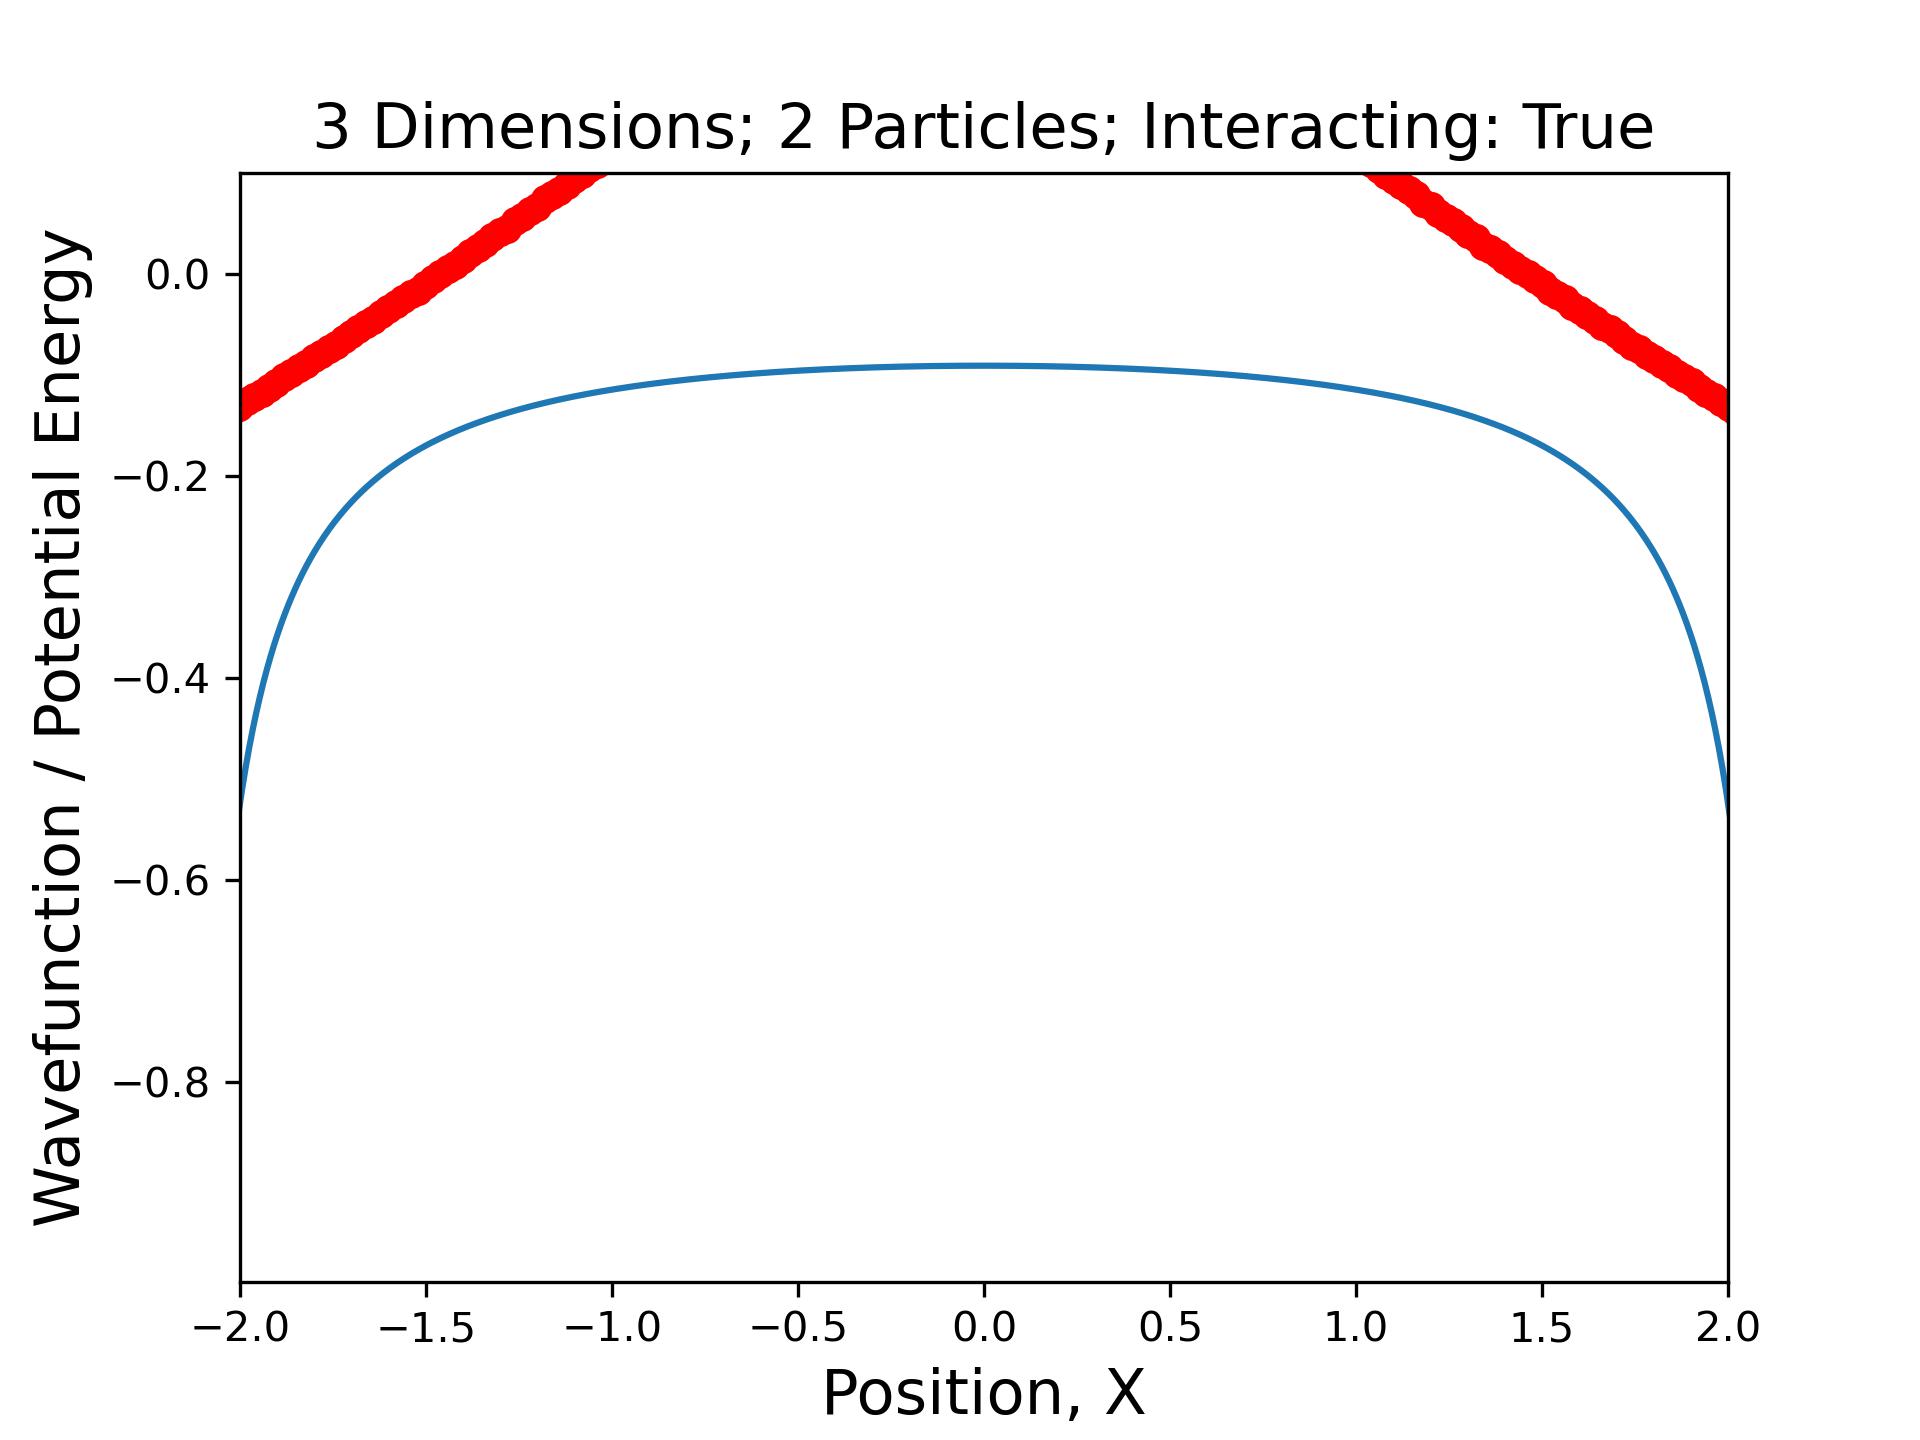 3 Dimensions; 2 Particles; Interacting: True
Wavefunction / Potential Energy
0.0
−0.2
−0.4
−0.6
−0.8
−2.0 −1.5 −1.0 −0.5 0.0 0.5 1.0 1.5 2.0
Position, X